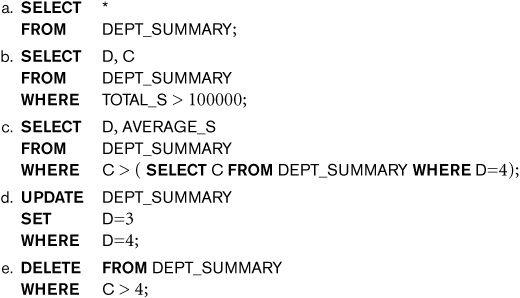 a. SELECT *
FROM DEPT_SUMMARY;
b. SELECT D, C
FROM DEPT_SUMMARY
WHERE TOTAL_S > 100000;
c. SELECT D, AVERAGE_S
FROM DEPT_SUMMARY
WHERE C > ( SELECT C FROM DEPT_SUMMARY WHERE D=4);
d. UPDATE DEPT_SUMMARY
SET D=3
WHERE D=4;
e. DELETE FROM DEPT_SUMMARY
WHERE C > 4;